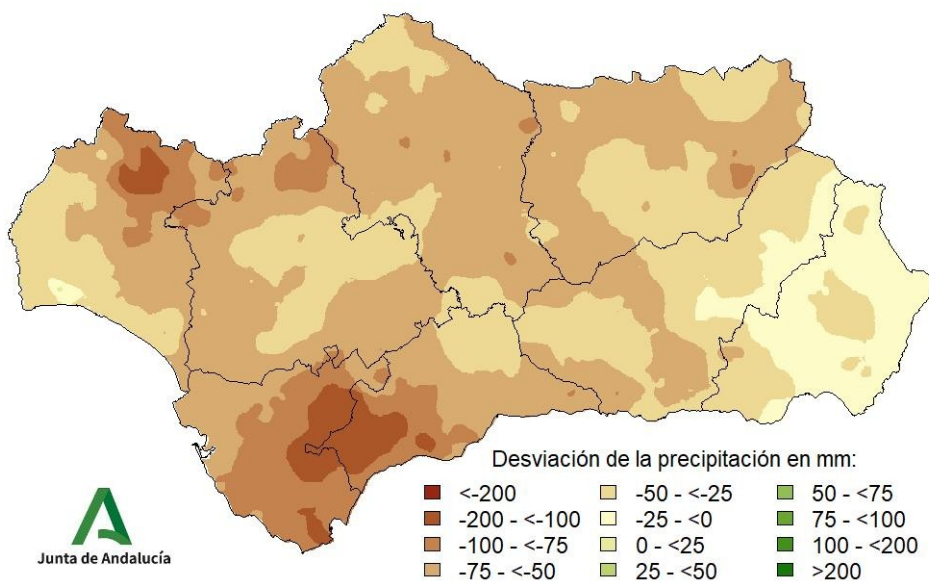 Desviación de la precipitación en mm:
<-200
-200 - <-100
-100 - <-75
-75 - <-50
-50 - <-25
-25 - <0
0 - <25
25 - <50
50 - <75
75 - <100
100 - <200
>200
Junta de Andalucía